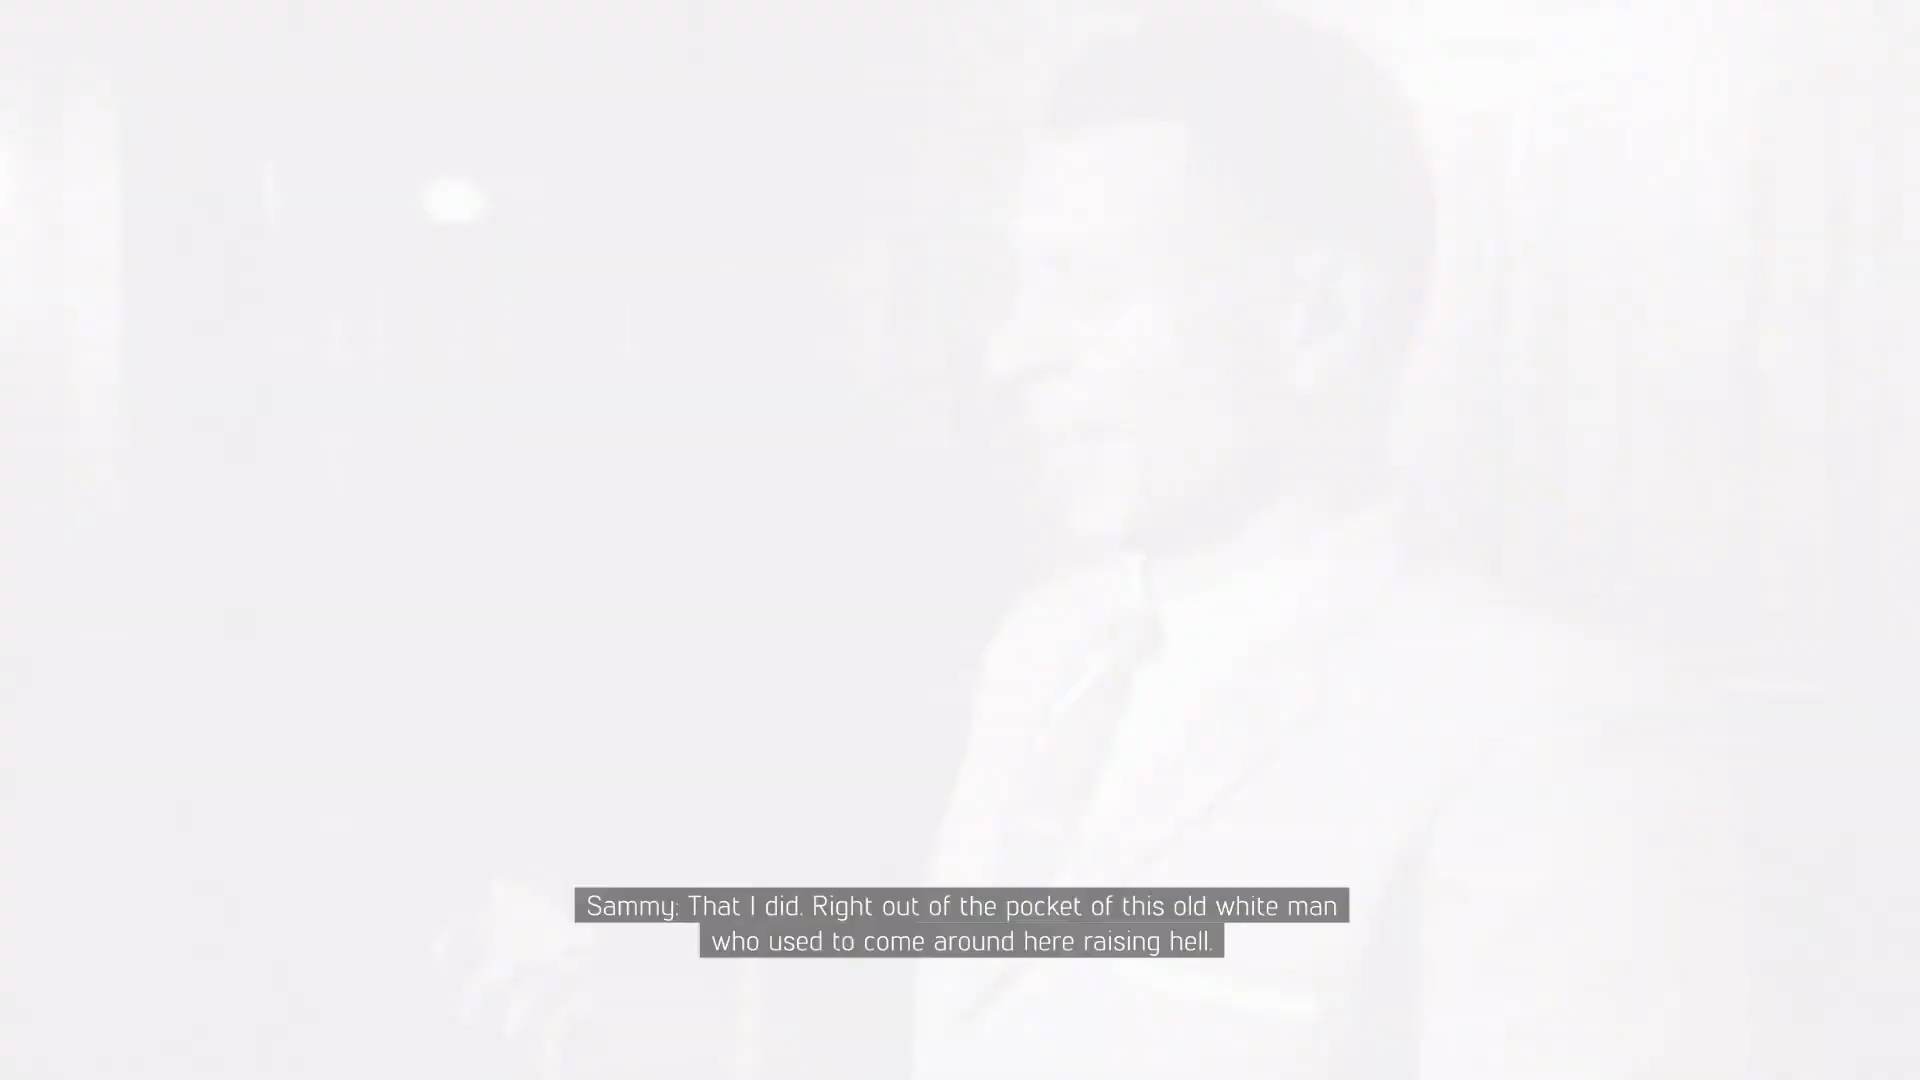 Sammy: That I did. Right out of the pocket of this old white man
who used to come around here raising hell.